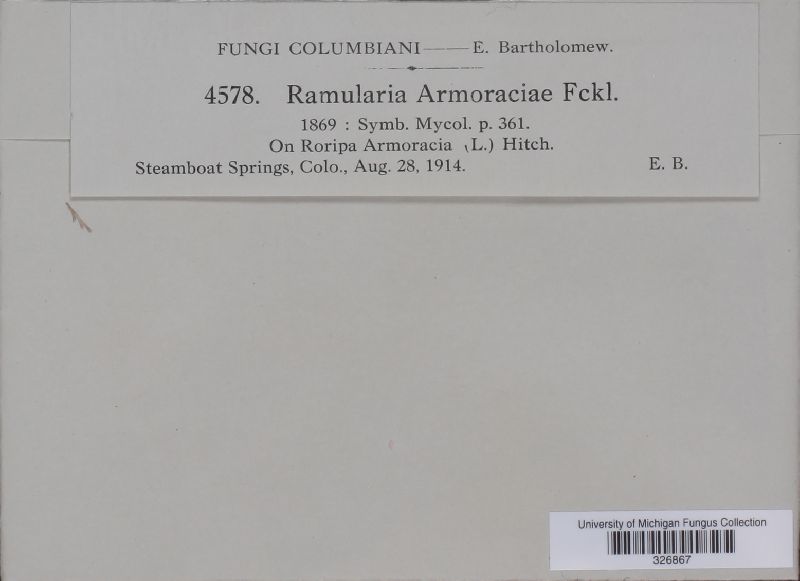 FUNGI COLUMBIANI——E. Bartholomew.
4578. Ramularia Armoraciae Fckl.
1869 : Symb. Mycol. p. 361.
On Roripa Armoracia (L.) Hitch.
Steamboat Springs, Colo., Aug. 28, 1914. E. B.
University of Michigan Fungus Collection
326867